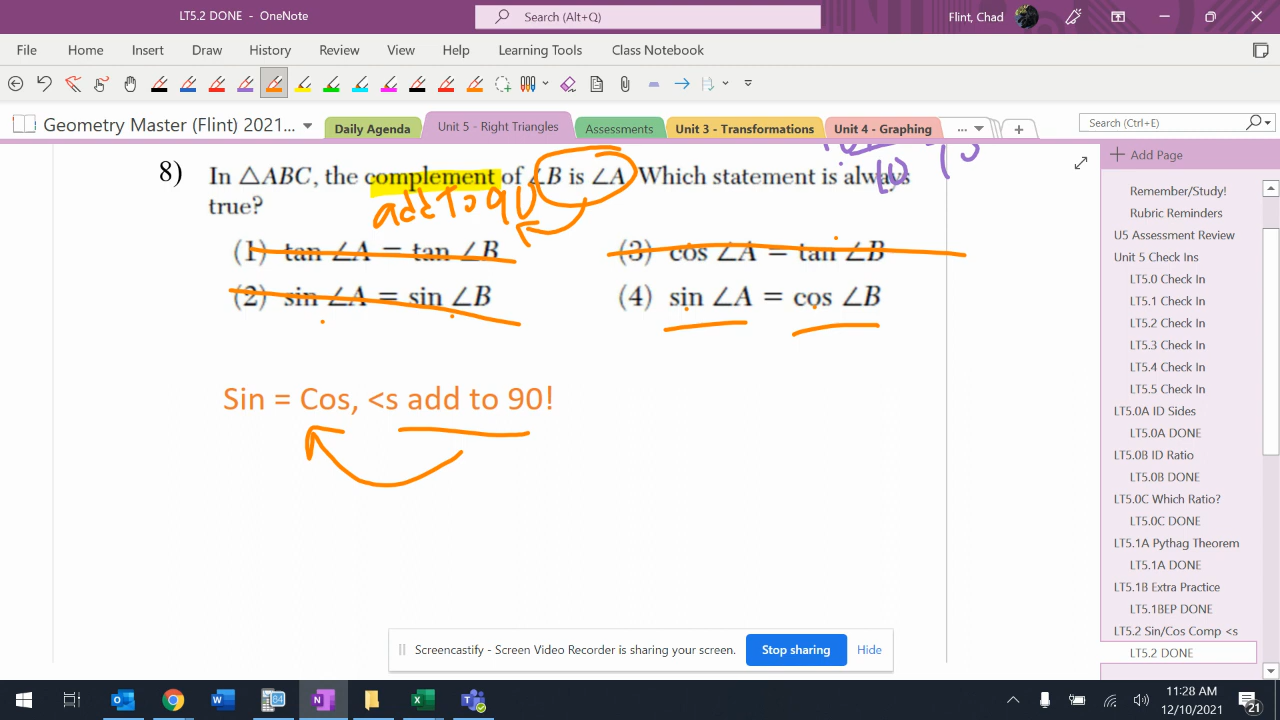 LT5.2 DONE - OneNote
Search (Alt+Q)
Flint, Chad
File Home Insert Draw History Review View Help Learning Tools Class Notebook
Geometry Master (Flint) 2021...
Daily Agenda
Unit 5 - Right Triangles
Assessments
Unit 3 - Transformations
Unit 4 - Graphing
...
Search (Ctrl+E)
10
8) In △ABC, the complement of ∠B is ∠A. Which statement is always
true?
add to 90
(1) tan ∠A = tan ∠B
(3) cos ∠A = tan ∠B
(2) sin ∠A = sin ∠B
(4) sin ∠A = cos ∠B
Sin = Cos, <s add to 90!
Add Page
Remember/Study!
Rubric Reminders
U5 Assessment Review
Unit 5 Check Ins
LT5.0 Check In
LT5.1 Check In
LT5.2 Check In
LT5.3 Check In
LT5.4 Check In
LT5.5 Check In
LT5.0A ID Sides
LT5.0A DONE
LT5.0B ID Ratio
LT5.0B DONE
LT5.0C Which Ratio?
LT5.0C DONE
LT5.1A Pythag Theorem
LT5.1A DONE
LT5.1B Extra Practice
LT5.1BEP DONE
LT5.2 Sin/Cos Comp <s
LT5.2 DONE
Screencastify - Screen Video Recorder is sharing your screen.
Stop sharing
Hide
11:28 AM
12/10/2021
21